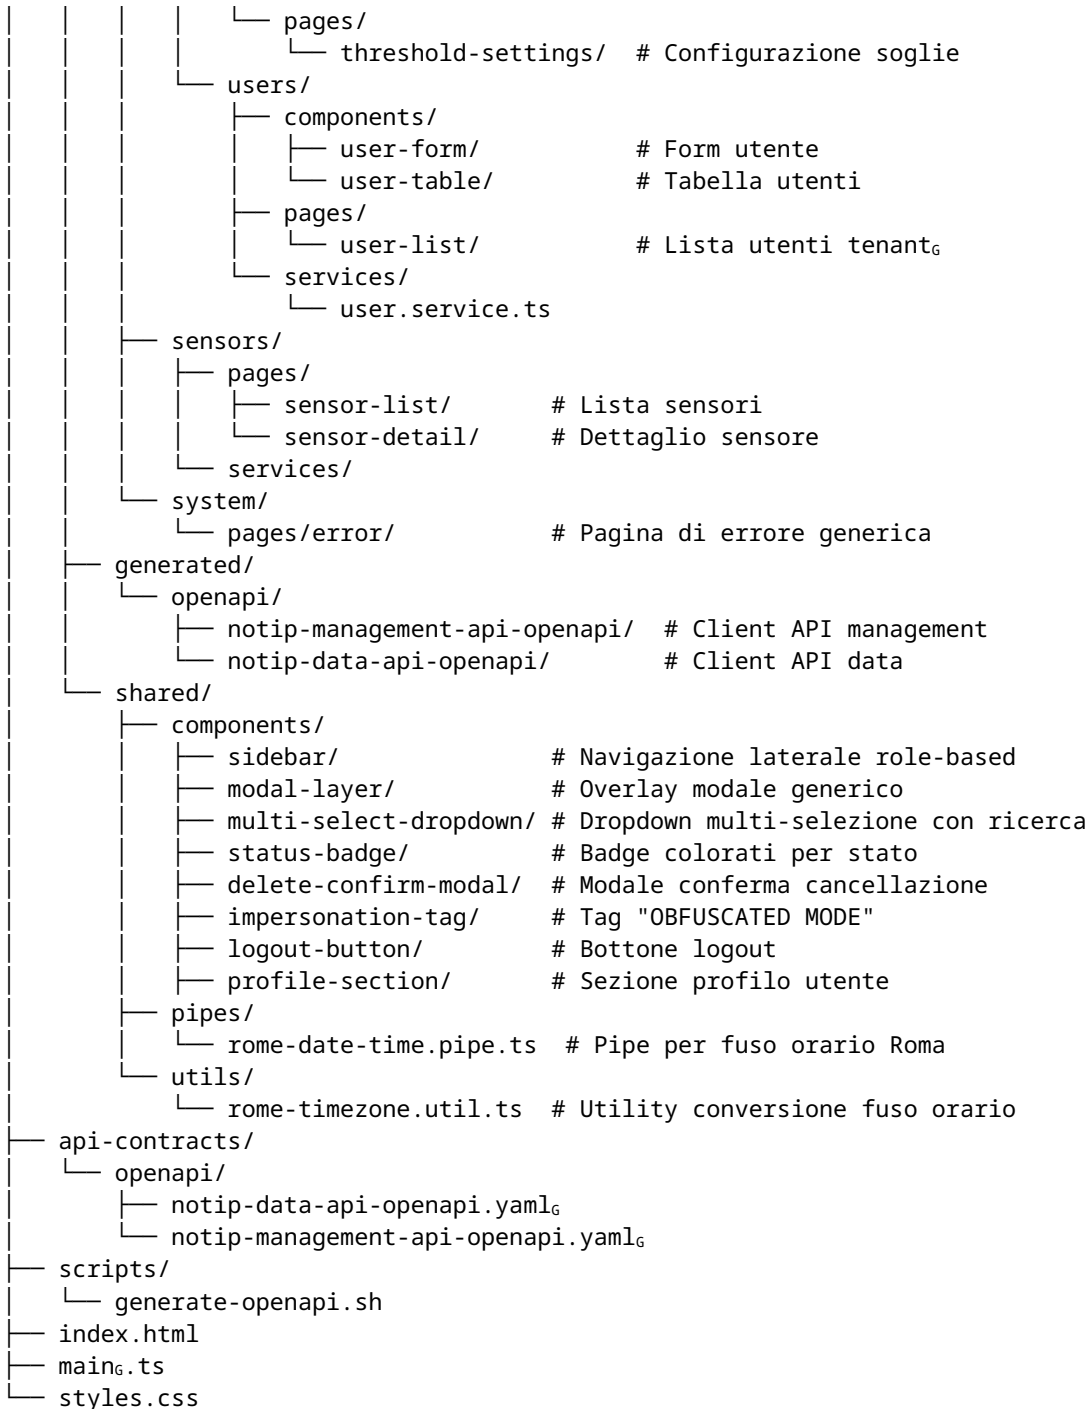 │   │   │   │   └── pages/
│   │   │   │       └── threshold-settings/  # Configurazione soglie
│   │   │   └── users/
│   │   │       ├── components/
│   │   │       │   ├── user-form/          # Form utente
│   │   │       │   └── user-table/         # Tabella utenti
│   │   │       ├── pages/
│   │   │       │   └── user-list/          # Lista utenti tenantG
│   │   │       └── services/
│   │   │           └── user.service.ts
│   │   ├── sensors/
│   │   │   ├── pages/
│   │   │   │   ├── sensor-list/      # Lista sensori
│   │   │   │   └── sensor-detail/    # Dettaglio sensore
│   │   │   └── services/
│   │   └── system/
│   │       └── pages/error/          # Pagina di errore generica
│   ├── generated/
│   │   └── openapi/
│   │       ├── notip-management-api-openapi/  # Client API management
│   │       └── notip-data-api-openapi/        # Client API data
│   └── shared/
│       ├── components/
│       │   ├── sidebar/              # Navigazione laterale role-based
│       │   ├── modal-layer/          # Overlay modale generico
│       │   ├── multi-select-dropdown/ # Dropdown multi-selezione con ricerca
│       │   ├── status-badge/         # Badge colorati per stato
│       │   ├── delete-confirm-modal/  # Modale conferma cancellazione
│       │   ├── impersonation-tag/    # Tag "OBFUSCATED MODE"
│       │   ├── logout-button/        # Bottone logout
│       │   ├── profile-section/      # Sezione profilo utente
│       ├── pipes/
│       │   └── rome-date-time.pipe.ts  # Pipe per fuso orario Roma
│       └── utils/
│           └── rome-timezone.util.ts  # Utility conversione fuso orario
├── api-contracts/
│   └── openapi/
│       ├── notip-data-api-openapi.yamlG
│       └── notip-management-api-openapi.yamlG
├── scripts/
│   └── generate-openapi.sh
├── index.html
├── mainG.ts
└── styles.css